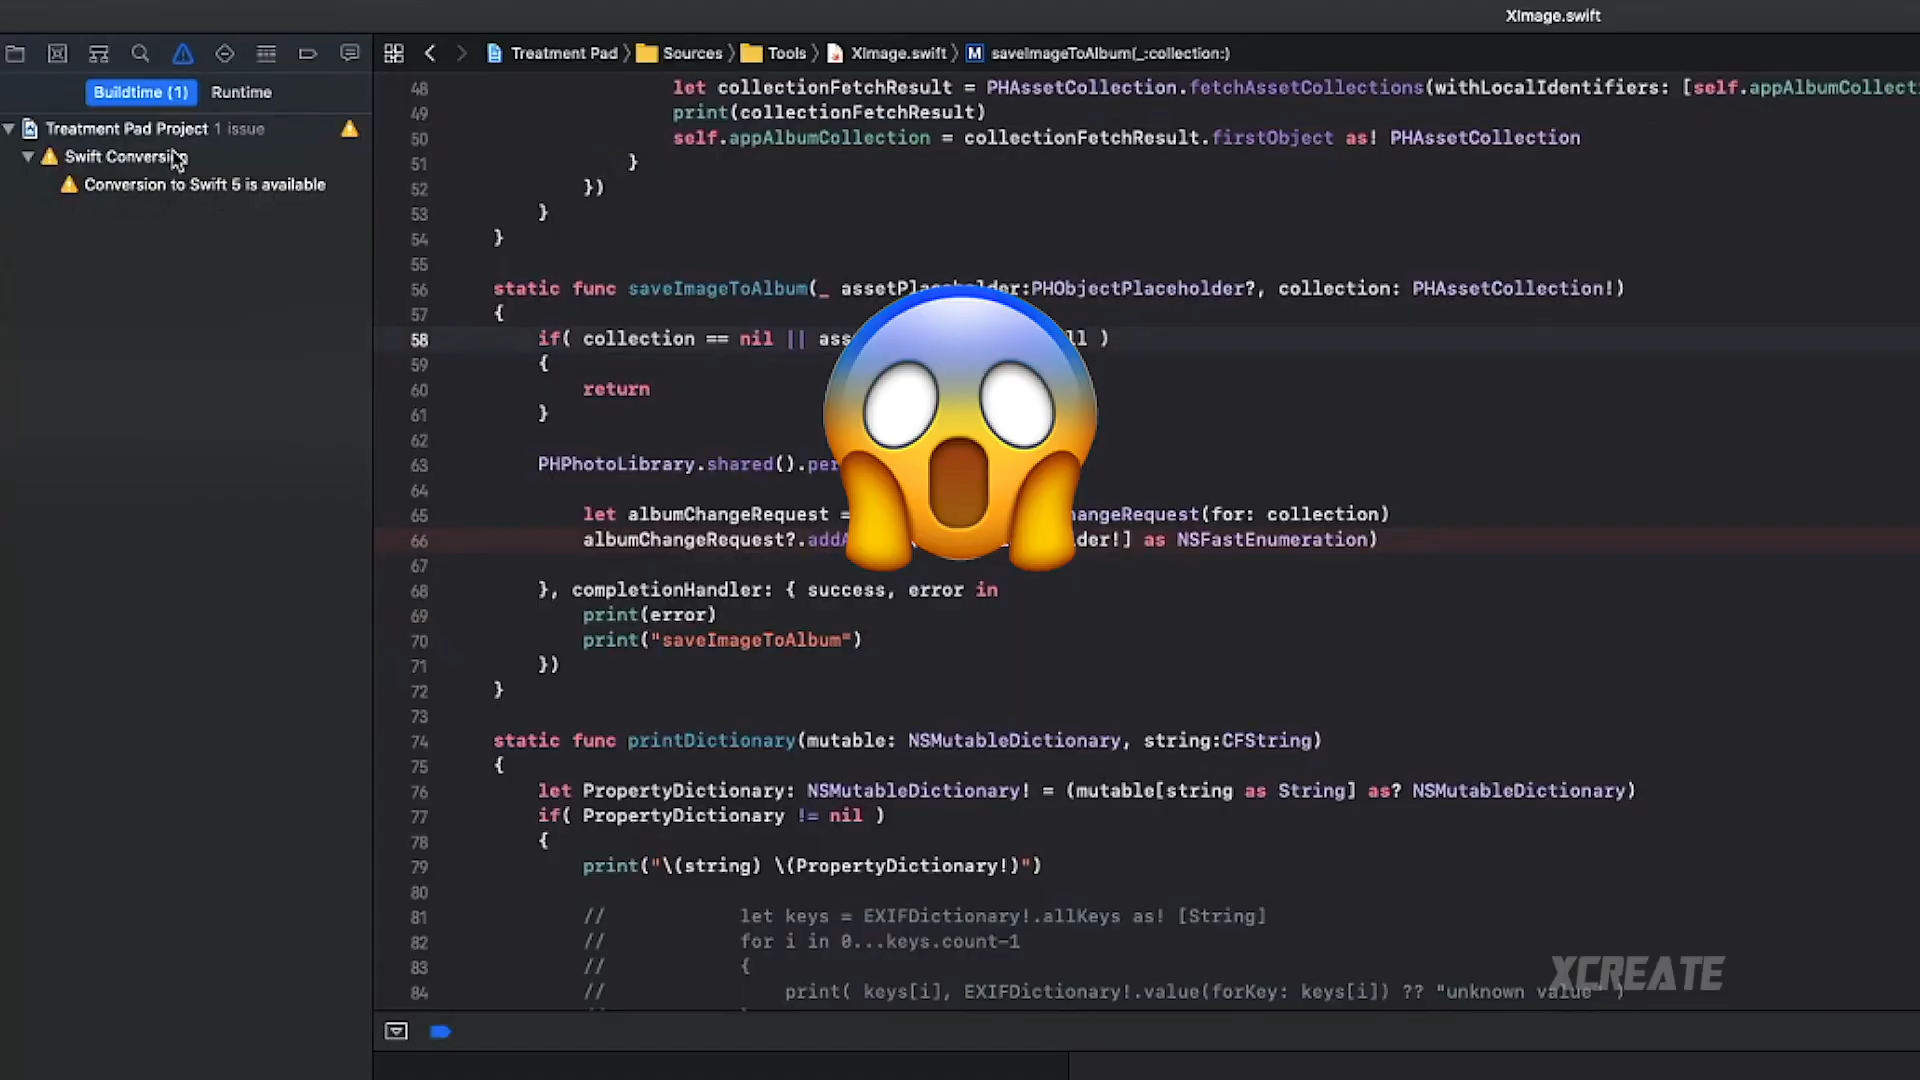 XImage.swift
Treatment Pad
Sources
Tools
XImage.swift
M
saveImageToAlbum(_:collection:)
Buildtime (1)
Runtime
Treatment Pad Project 1 issue
Swift Conversion
Conversion to Swift 5 is available
48 let collectionFetchResult = PHAssetCollection.fetchAssetCollections(withLocalIdentifiers: [self.appAlbumCollecti
49 print(collectionFetchResult)
50 self.appAlbumCollection = collectionFetchResult.firstObject as! PHAssetCollection
51 }
52 })
53 }
54 }
55
56 static func saveImageToAlbum(_ assetPlaceholder:PHObjectPlaceholder?, collection: PHAssetCollection!)
57 {
58 if( collection == nil || ass ll )
59 {
60 return
61 }
62
63 PHPhotoLibrary.shared().per
64
65 let albumChangeRequest = hangeRequest(for: collection)
66 albumChangeRequest?.addA der!] as NSFastEnumeration)
67
68 }, completionHandler: { success, error in
69 print(error)
70 print("saveImageToAlbum")
71 })
72 }
73
74 static func printDictionary(mutable: NSMutableDictionary, string:CFString)
75 {
76 let PropertyDictionary: NSMutableDictionary! = (mutable[string as String] as? NSMutableDictionary)
77 if( PropertyDictionary != nil )
78 {
79 print("\(string) \(PropertyDictionary!)")
80
81 // let keys = EXIFDictionary!.allKeys as! [String]
82 // for i in 0...keys.count-1
83 // {
84 // print( keys[i], EXIFDictionary!.value(forKey: keys[i]) ?? "unknown value" )
XCREATE